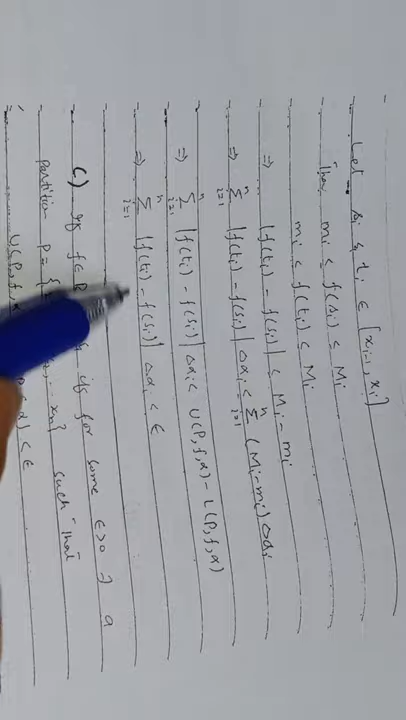 Let s_i & t_i ∈ [x_{i-1}, x_i]
Then m_i < f(s_i) < M_i
m_i < f(t_i) < M_i
⇒ |f(t_i) - f(s_i)| < M_i - m_i
⇒ Σ_{i=1}^{n} |f(t_i) - f(s_i)| Δα_i < Σ_{i=1}^{n} (M_i - m_i) Δα_i
⇒ Σ_{i=1}^{n} |f(t_i) - f(s_i)| Δα_i < U(P,f,α) - L(P,f,α)
⇒ Σ_{i=1}^{n} |f(t_i) - f(s_i)| Δα_i < ε
(c) If f∈ for some ε>0 ∃ a
Partition P = { x_n} such that
U(P,f,α) < ε